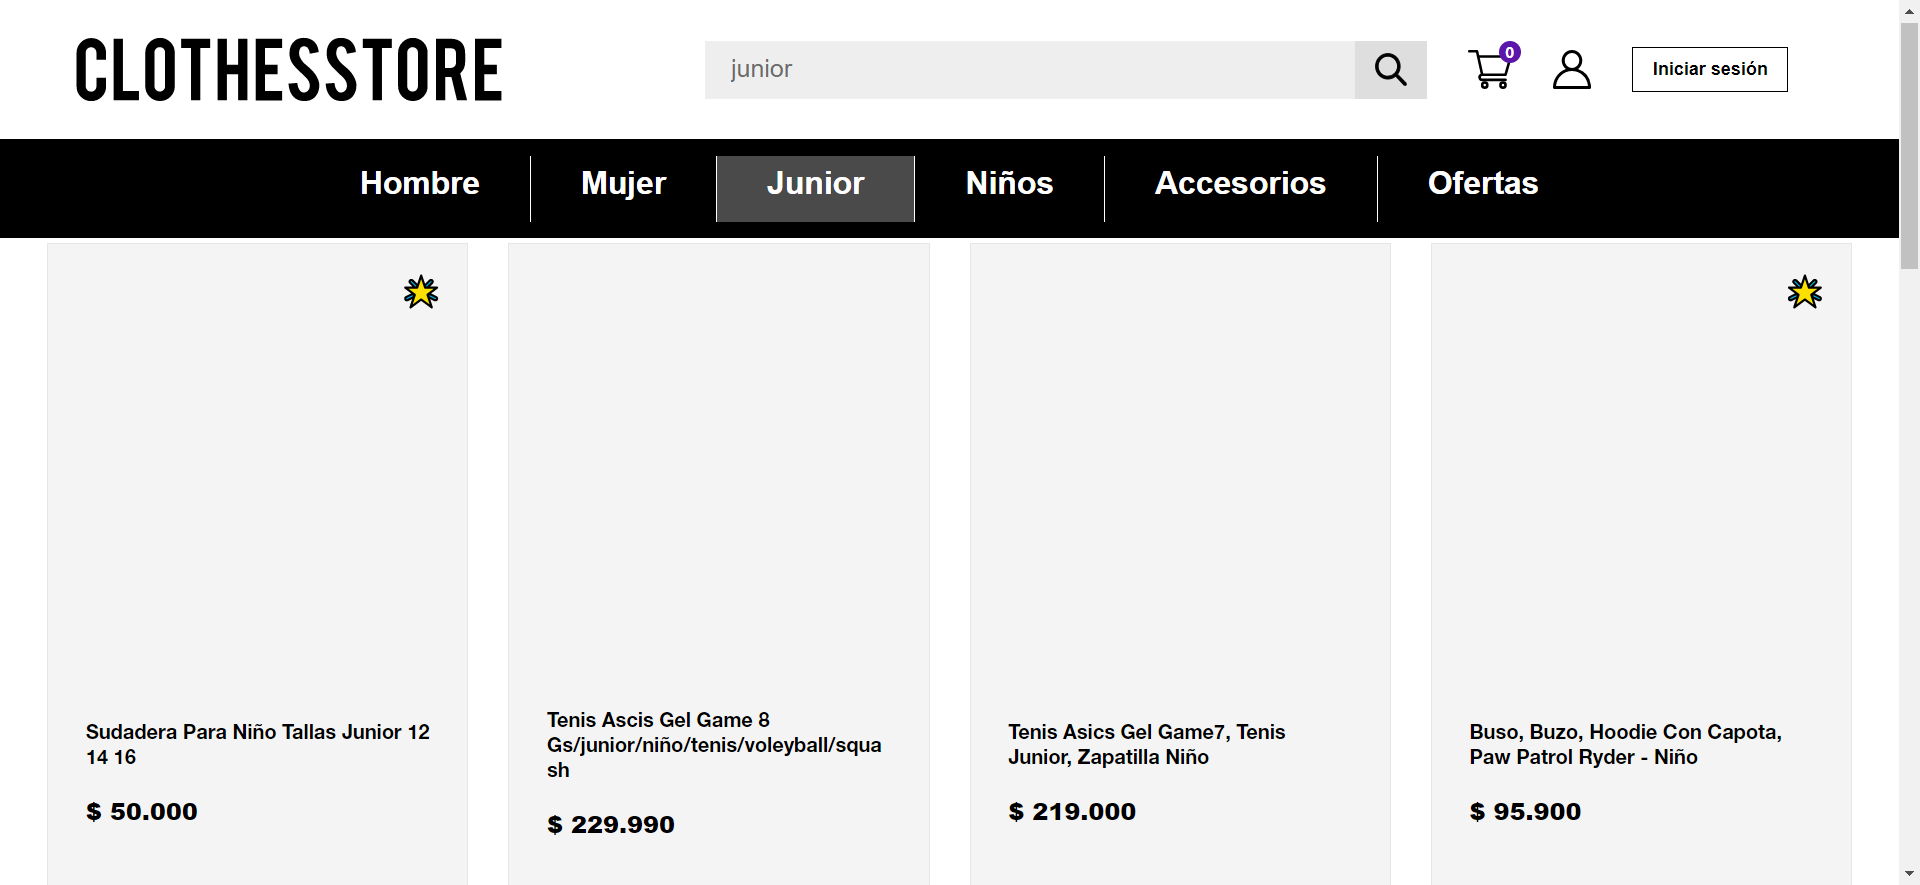 CLOTHESSTORE
junior
0
Iniciar sesión
Hombre
Mujer
Junior
Niños
Accesorios
Ofertas
Sudadera Para Niño Tallas Junior 12
14 16
$ 50.000
Tenis Ascis Gel Game 8
Gs/junior/niño/tenis/voleyball/squa
sh
$ 229.990
Tenis Asics Gel Game7, Tenis
Junior, Zapatilla Niño
$ 219.000
Buso, Buzo, Hoodie Con Capota,
Paw Patrol Ryder - Niño
$ 95.900